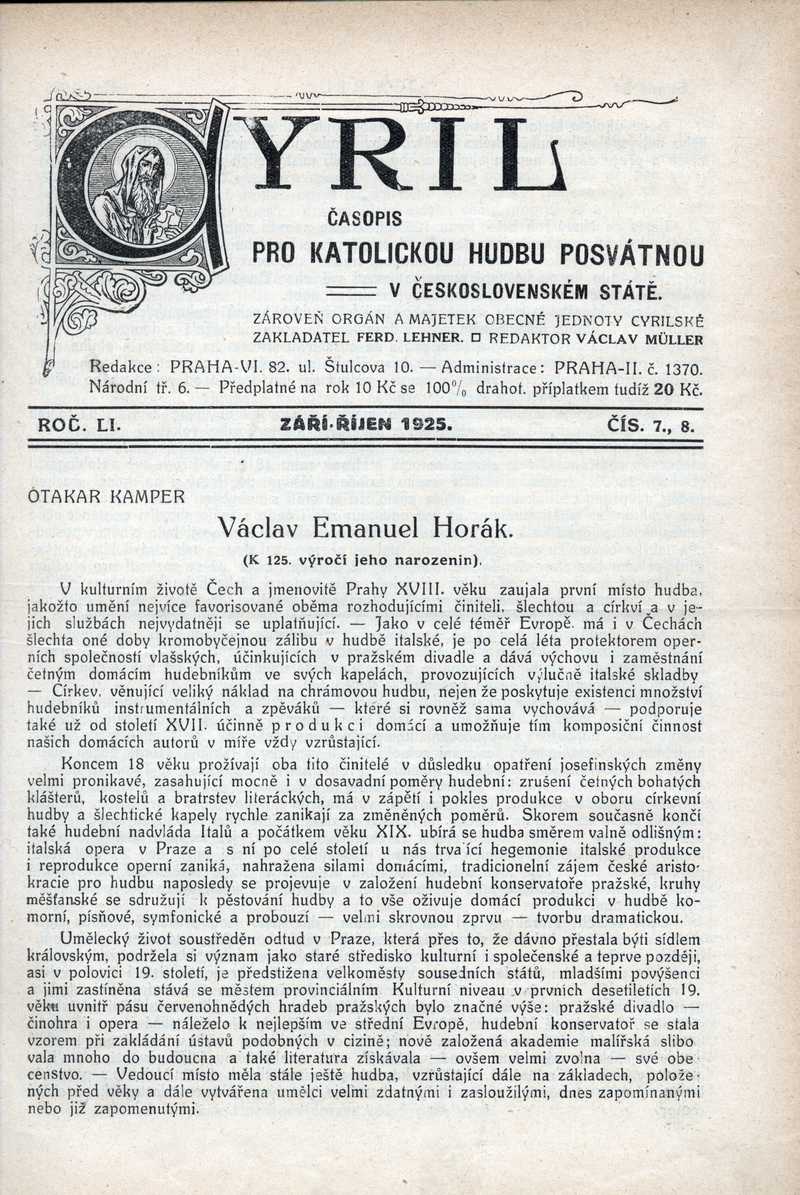 CYRIL
ČASOPIS
PRO KATOLICKOU HUDBU POSVÁTNOU
V ČESKOSLOVENSKÉM STÁTĚ.
ZÁROVEŇ ORGÁN A MAJETEK OBECNÉ JEDNOTY CYRILSKÉ
ZAKLADATEL FERD. LEHNER. □ REDAKTOR VÁCLAV MÜLLER
Redakce: PRAHA-VI. 82. ul. Štulcova 10. — Administrace: PRAHA-II. č. 1370.
Národní tř. 6. — Předplatné na rok 10 Kč se 100% drahot. příplatkem tudíž 20 Kč.
ROČ. LI. ZÁŘÍ-ŘÍJEN 1925. ČÍS. 7., 8.
OTAKAR KAMPER
Václav Emanuel Horák.
(K 125. výročí jeho narozenin).
V kulturním životě Čech a jmenovitě Prahy XVIII. věku zaujala první místo hudba,
jakožto umění nejvíce favorisované oběma rozhodujícími činiteli, šlechtou a církví a v je-
jich službách nejvydatněji se uplatňující. — Jako v celé téměř Evropě, má i v Čechách
šlechta oné doby kromobyčejnou zálibu v hudbě italské, je po celá léta protektorem oper-
ních společností vlašských, účinkujících v pražském divadle a dává výchovu i zaměstnání
četným domácím hudebníkům ve svých kapelách, provozujících výlučně italské skladby
— Církev, věnující veliký náklad na chrámovou hudbu, nejen že poskytuje existenci množství
hudebníků instrumentálních a zpěváků — které si rovněž sama vychovává — podporuje
také už od století XVII. účinně produkci domácí a umožňuje tím komposiční činnost
našich domácích autorů v míře vždy vzrůstající.
Koncem 18 věku prožívají oba tito činitelé v důsledku opatření josefinských změny
velmi pronikavé, zasahující mocně i v dosavadní poměry hudební: zrušení četných bohatých
klášterů, kostelů a bratrstev literáckých, má v zápětí i pokles produkce v oboru církevní
hudby a šlechtické kapely rychle zanikají za změněných poměrů. Skorem současně končí
také hudební nadvláda Italů a počátkem věku XIX. ubírá se hudba směrem valně odlišným:
italská opera v Praze a s ní po celé století u nás trvající hegemonie italské produkce
i reprodukce operní zaniká, nahražena silami domácími, tradicionelní zájem české aristo-
kracie pro hudbu naposledy se projevuje v založení hudební konservatoře pražské, kruhy
měšťanské se sdružují k pěstování hudby a to vše oživuje domácí produkci v hudbě ko-
morní, písňové, symfonické a probouzí — velmi skrovnou zprvu — tvorbu dramatickou.
Umělecký život soustředěn odtud v Praze, která přes to, že dávno přestala býti sídlem
královským, podržela si význam jako staré středisko kulturní i společenské a teprve později,
asi v polovici 19. století, je předstižena velkoměsty sousedních států, mladšími povýšenci
a jimi zastíněna stává se městem provinciálním. Kulturní niveau v prvních desetiletích 19.
věku uvnitř pásu červenohnědých hradeb pražských bylo značné výše: pražské divadlo —
činohra i opera — náleželo k nejlepším ve střední Evropě, hudební konservatoř se stala
vzorem při zakládání ústavů podobných v cizině; nově založená akademie malířská slibo
vala mnoho do budoucna a také literatura získávala — ovšem velmi zvolna — své obe-
censtvo. — Vedoucí místo měla stále ještě hudba, vzrůstající dále na základech, polože-
ných před věky a dále vytvářena umělci velmi zdatnými i zasloužilými, dnes zapomínanými
nebo již zapomenutými.